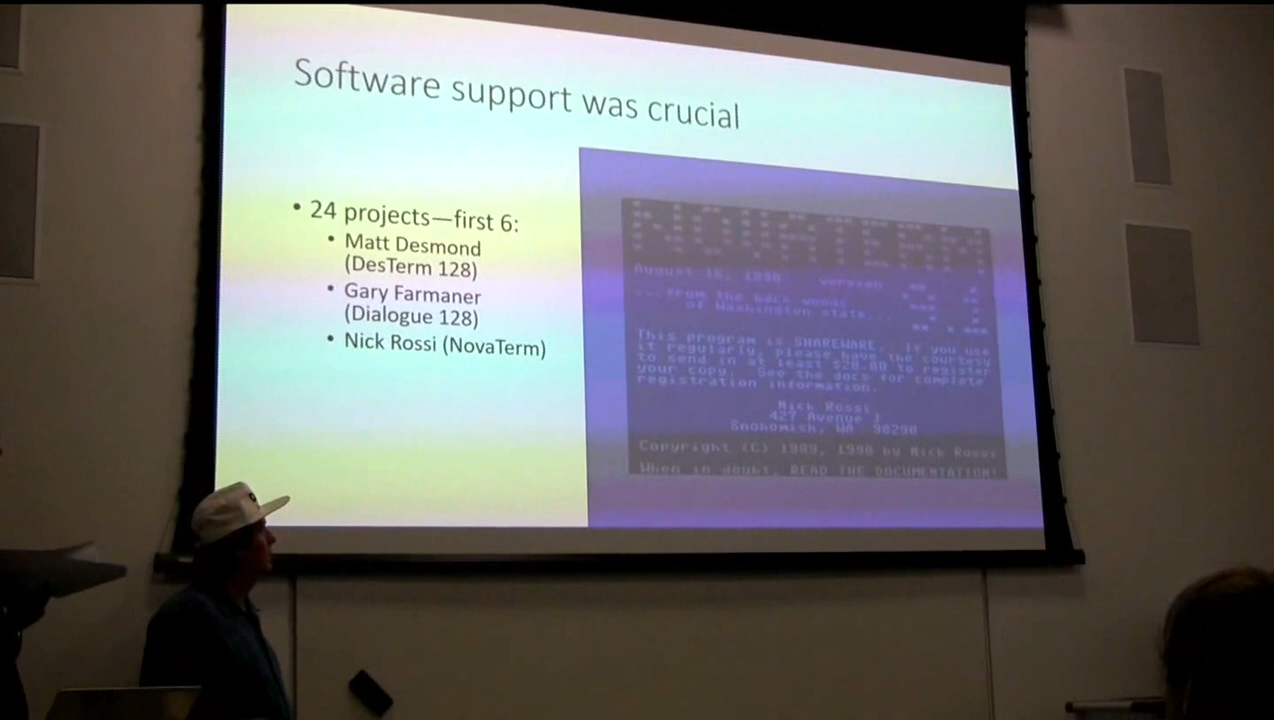 Software support was crucial
• 24 projects—first 6:
• Matt Desmond
(DesTerm 128)
• Gary Farmaner
(Dialogue 128)
• Nick Rossi (NovaTerm)
August 16, 1990 version
...from the back woods
of Washington state...
This program is SHAREWARE. If you use
it regularly, please have the courtesy
to send in at least $20.00 to register
your copy. See the docs for complete
registration information.
Nick Rossi
427 Avenue
Snohomish, WA 98290
Copyright (C) 1989, 1990 by Nick Rossi
When in doubt, READ THE DOCUMENTATION!